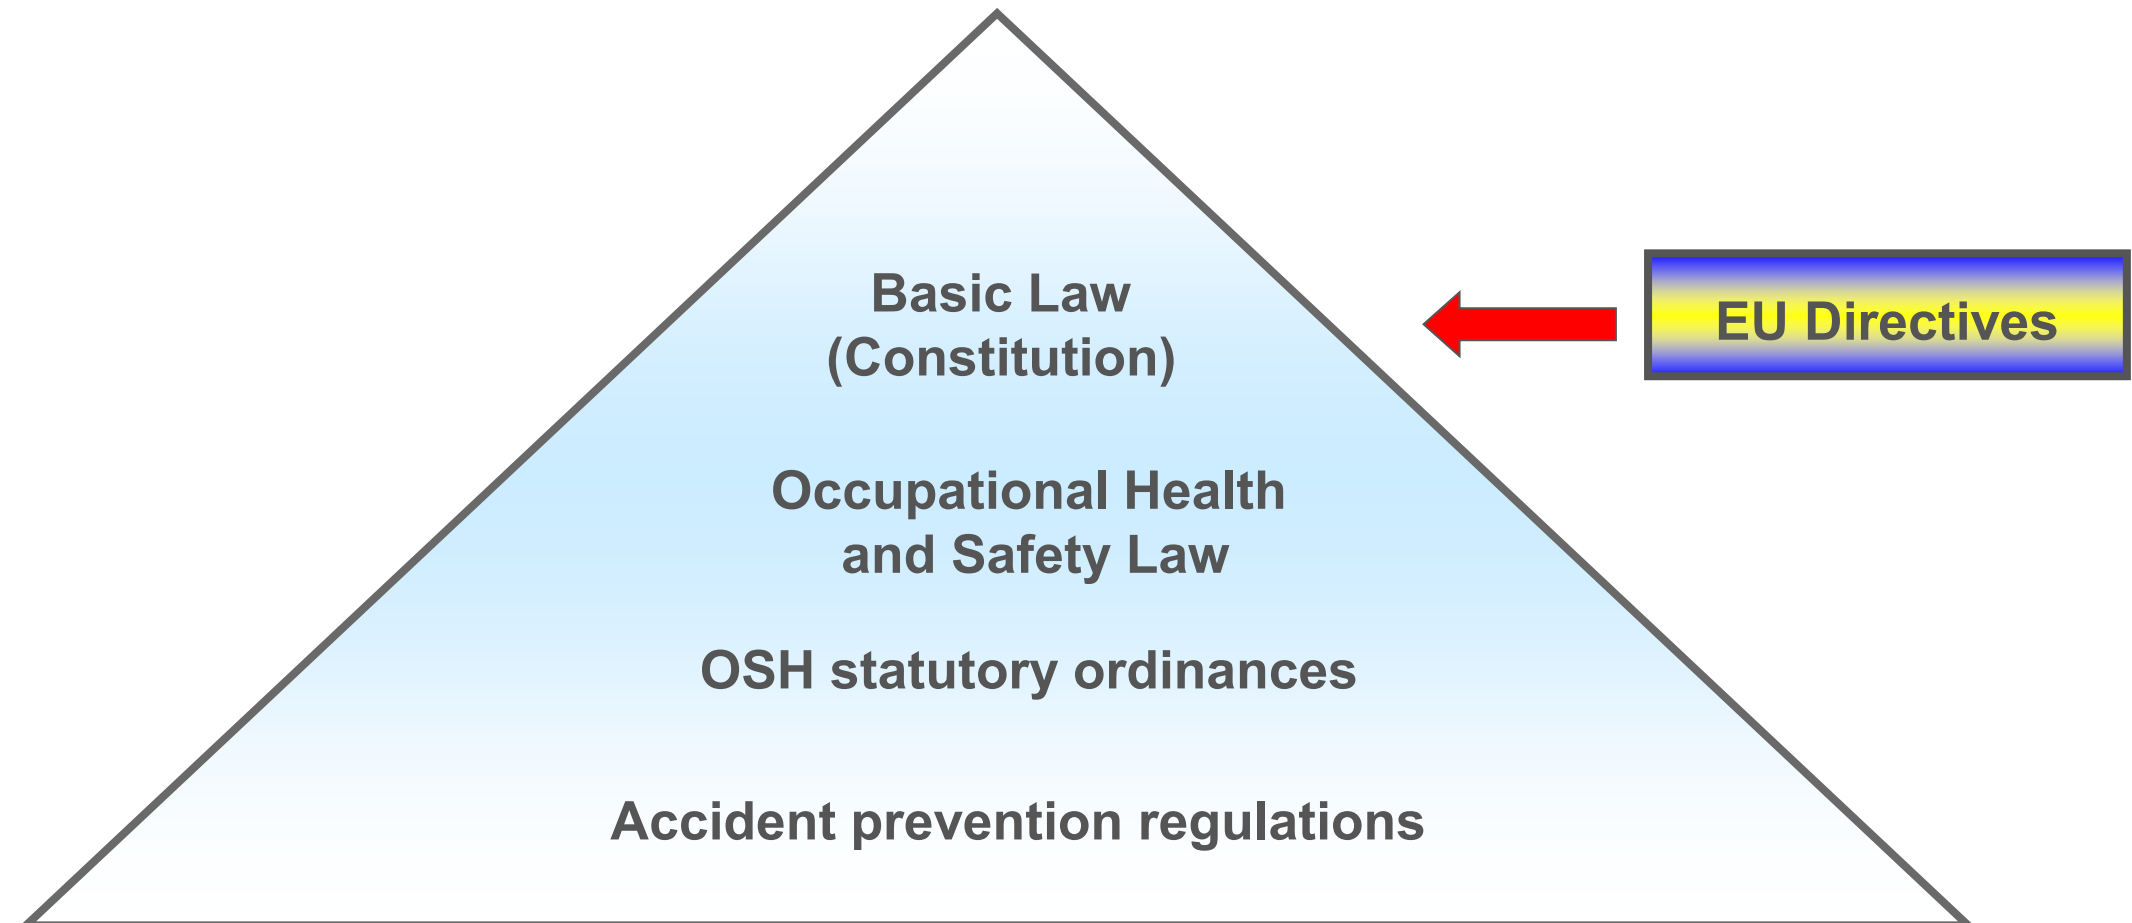 Basic Law
(Constitution)
EU Directives
Occupational Health
and Safety Law
OSH statutory ordinances
Accident prevention regulations